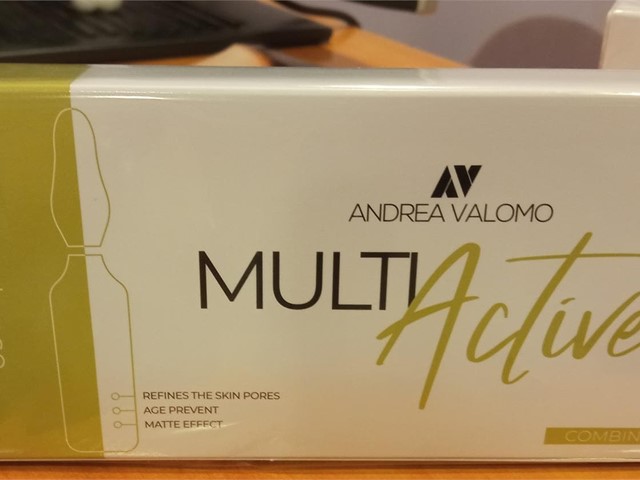 ANDREA VALOMO
MULTI Active
REFINES THE SKIN PORES
AGE PREVENT
MATTE EFFECT